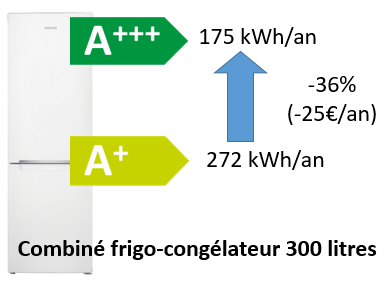 A+++ 175 kWh/an
-36%
(-25€/an)
A+ 272 kWh/an
Combiné frigo-congélateur 300 litres